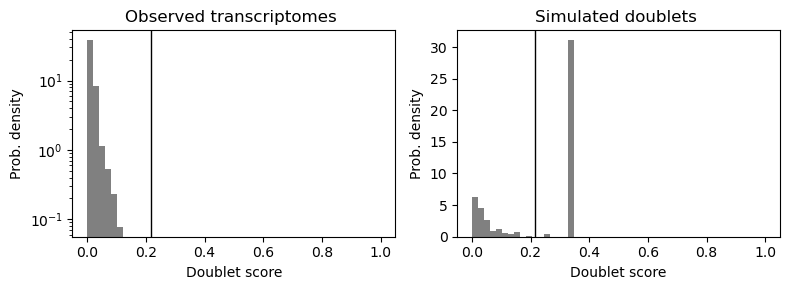 Observed transcriptomes
Prob. density
10¹
10⁰
10⁻¹
0.0 0.2 0.4 0.6 0.8 1.0
Doublet score
Simulated doublets
Prob. density
30
25
20
15
10
5
0
0.0 0.2 0.4 0.6 0.8 1.0
Doublet score